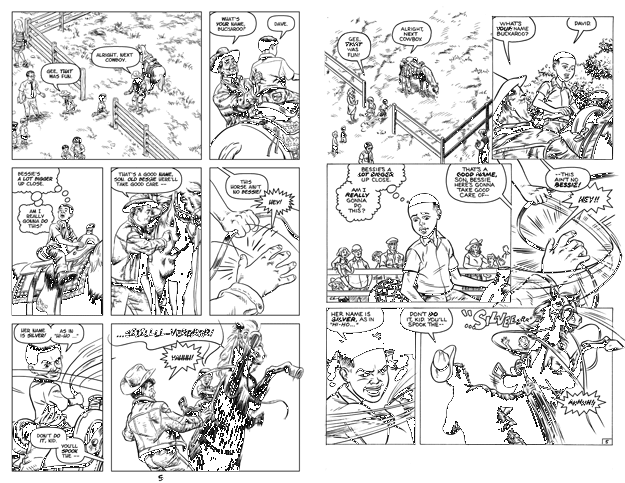 GEE, THAT
WAS FUN.
ALRIGHT, NEXT
COWBOY.
WHAT'S
YOUR NAME,
BUCKAROO?
DAVE.
BESSIE'S
A LOT BIGGER
UP CLOSE.
AM I
REALLY
GONNA DO
THIS?
THAT'S A GOOD NAME,
SON. OLD BESSIE HERE'LL
TAKE GOOD CARE --
THIS
HORSE AIN'T
NO BESSIE!
HEY!
HER NAME
IS SILVER!
AS IN
"HI-HO ..."
DON'T DO
IT, KID.
YOU'LL
SPOOK
THE --
5
GEE,
THAT
WAS
FUN!
ALRIGHT,
NEXT
COWBOY
WHAT'S
YOUR NAME
BUCKAROO?
DAVID.
BESSIE'S A
LOT BIGGER
UP CLOSE.
AM I
REALLY
GONNA
DO
THIS?
THAT'S A
GOOD NAME,
SON, BESSIE
HERE'S GONNA
TAKE GOOD
CARE OF--
THIS
AIN'T NO
BESSIE!
HEY!!
HER NAME IS
SILVER, AS IN
"HI-HO..."
DON'T DO
IT, KID. YOU'LL
SPOOK THE--
5